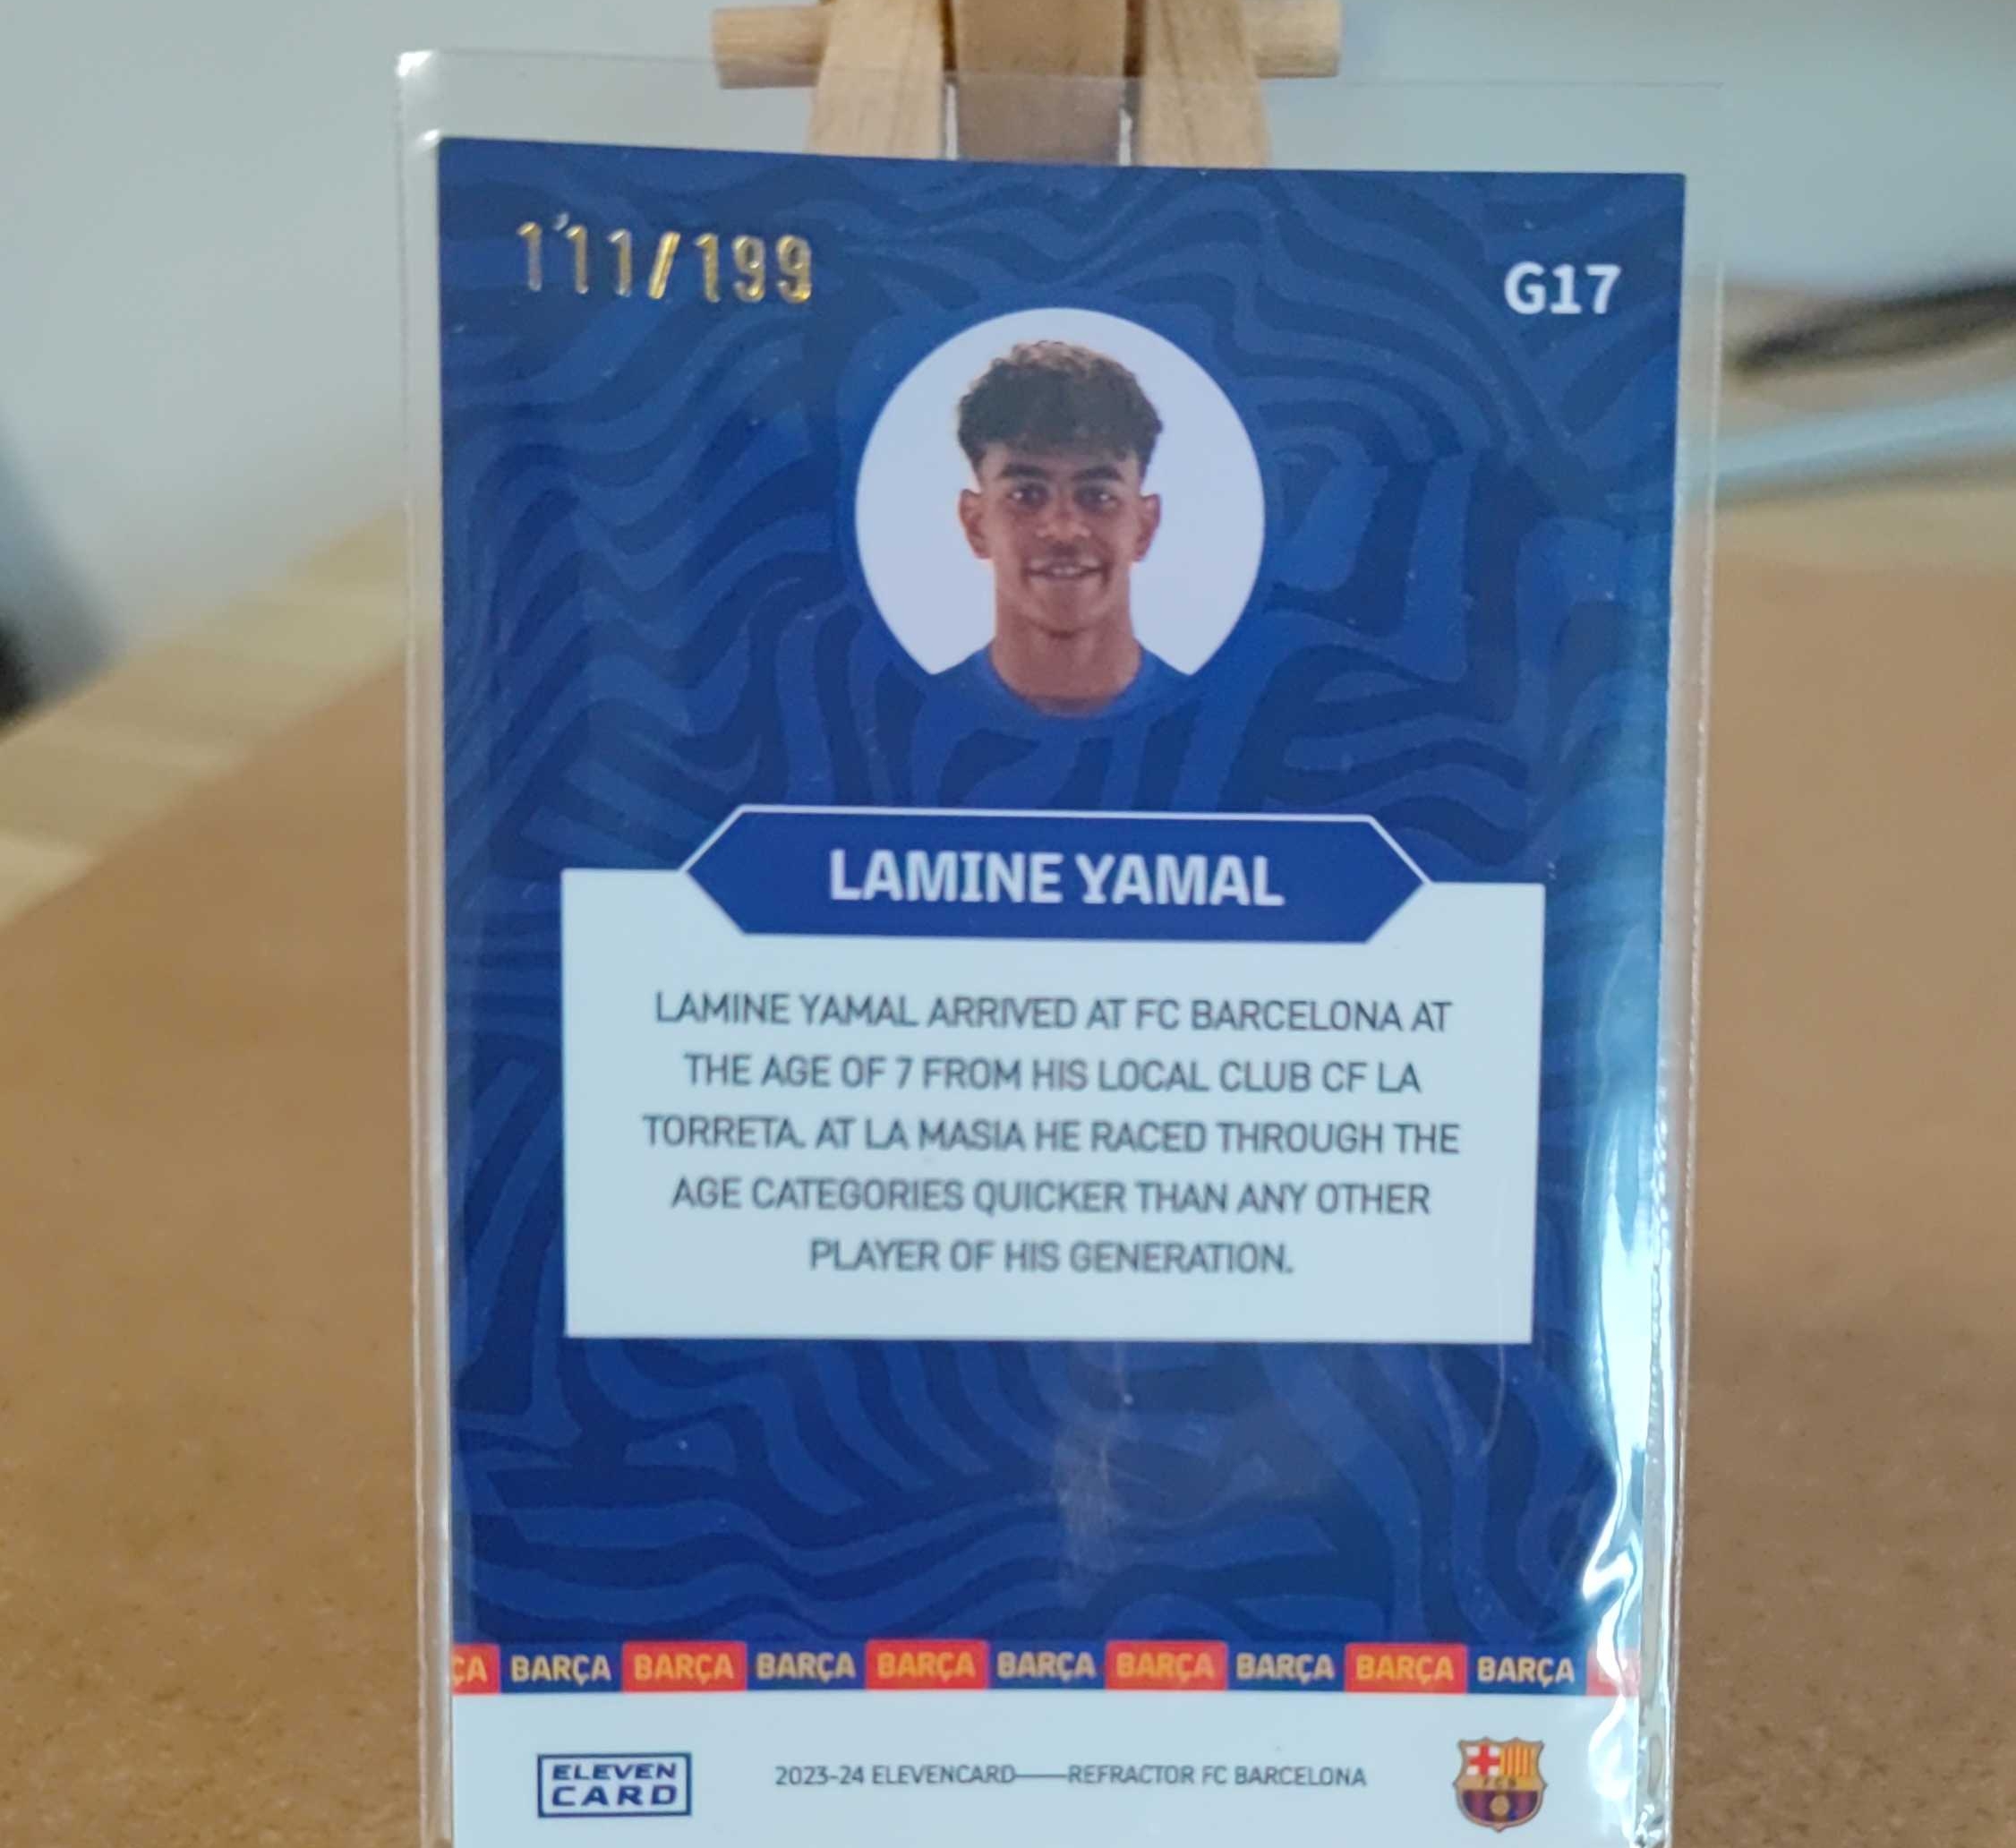 111/199
G17
LAMINE YAMAL
LAMINE YAMAL ARRIVED AT FC BARCELONA AT
THE AGE OF 7 FROM HIS LOCAL CLUB CF LA
TORRETA. AT LA MASIA HE RACED THROUGH THE
AGE CATEGORIES QUICKER THAN ANY OTHER
PLAYER OF HIS GENERATION.
ÇA BARÇA BARÇA BARÇA BARÇA BARÇA BARÇA BARÇA BARÇA BARÇA
ELEVEN
CARD
2023-24 ELEVENCARD——REFRACTOR FC BARCELONA
FCB